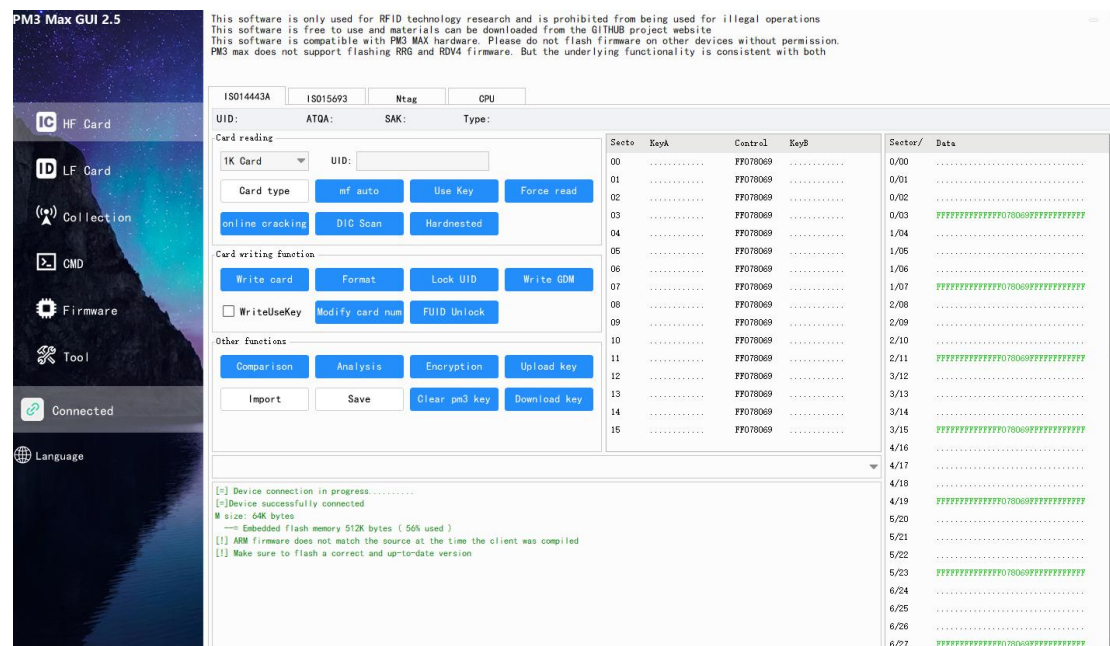 PM3 Max GUI 2.5
This software is only used for RFID technology research and is prohibited from being used for illegal operations
This software is free to use and materials can be downloaded from the GITHUB project website
This software is compatible with PM3 MAX hardware. Please do not flash firmware on other devices without permission.
PM3 max does not support flashing RRG and RDV4 firmware. But the underlying functionality is consistent with both
HF Card
LF Card
Collection
CMD
Firmware
Tool
Connected
Language
ISO14443A ISO15693 Ntag CPU
UID: ATQA: SAK: Type:
Card reading
1K Card UID:
Card type mf auto Use Key Force read
online cracking DIC Scan Hardnested
Card writing function
Write card Format Lock UID Write GDM
WriteUseKey Modify card num FUID Unlock
Other functions
Comparison Analysis Encryption Upload key
Import Save Clear pm3 key Download key
Secto KeyA Control KeyB
00 ............ FF078069 ............
01 ............ FF078069 ............
02 ............ FF078069 ............
03 ............ FF078069 ............
04 ............ FF078069 ............
05 ............ FF078069 ............
06 ............ FF078069 ............
07 ............ FF078069 ............
08 ............ FF078069 ............
09 ............ FF078069 ............
10 ............ FF078069 ............
11 ............ FF078069 ............
12 ............ FF078069 ............
13 ............ FF078069 ............
14 ............ FF078069 ............
15 ............ FF078069 ............
Sector/ Data
0/00 ................................
0/01 ................................
0/02 ................................
0/03 FFFFFFFFFFFFFF078069FFFFFFFFFFFF
1/04 ................................
1/05 ................................
1/06 ................................
1/07 FFFFFFFFFFFFFF078069FFFFFFFFFFFF
2/08 ................................
2/09 ................................
2/10 ................................
2/11 FFFFFFFFFFFFFF078069FFFFFFFFFFFF
3/12 ................................
3/13 ................................
3/14 ................................
3/15 FFFFFFFFFFFFFF078069FFFFFFFFFFFF
4/16 ................................
4/17 ................................
4/18 ................................
4/19 FFFFFFFFFFFFFF078069FFFFFFFFFFFF
5/20 ................................
5/21 ................................
5/22 ................................
5/23 FFFFFFFFFFFFFF078069FFFFFFFFFFFF
6/24 ................................
6/25 ................................
6/26 ................................
6/27 FFFFFFFFFFFFFF078069FFFFFFFFFFFF
[=] Device connection in progress..........
[=]Device successfully connected
M size: 64K bytes
--= Embedded flash memory 512K bytes ( 56% used )
[!] ARM firmware does not match the source at the time the client was compiled
[!] Make sure to flash a correct and up-to-date version